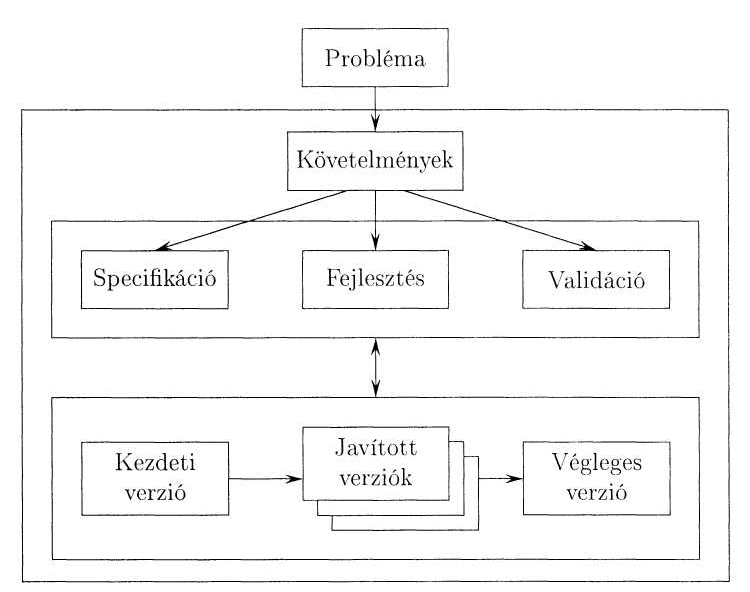 Probléma
Követelmények
Specifikáció
Fejlesztés
Validáció
Kezdeti
verzió
Javított
verziók
Végleges
verzió